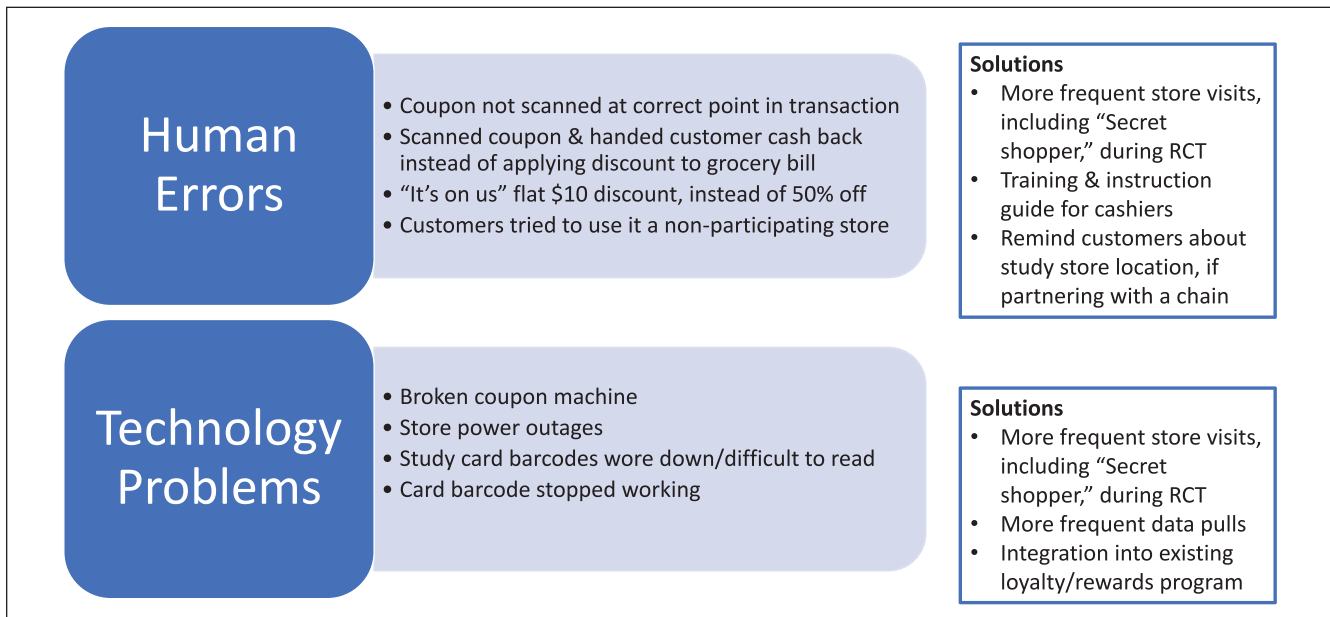 Human
Errors
• Coupon not scanned at correct point in transaction
• Scanned coupon & handed customer cash back
instead of applying discount to grocery bill
• “It’s on us” flat $10 discount, instead of 50% off
• Customers tried to use it a non-participating store
Solutions
• More frequent store visits,
including “Secret
shopper,” during RCT
• Training & instruction
guide for cashiers
• Remind customers about
study store location, if
partnering with a chain
Technology
Problems
• Broken coupon machine
• Store power outages
• Study card barcodes wore down/difficult to read
• Card barcode stopped working
Solutions
• More frequent store visits,
including “Secret
shopper,” during RCT
• More frequent data pulls
• Integration into existing
loyalty/rewards program